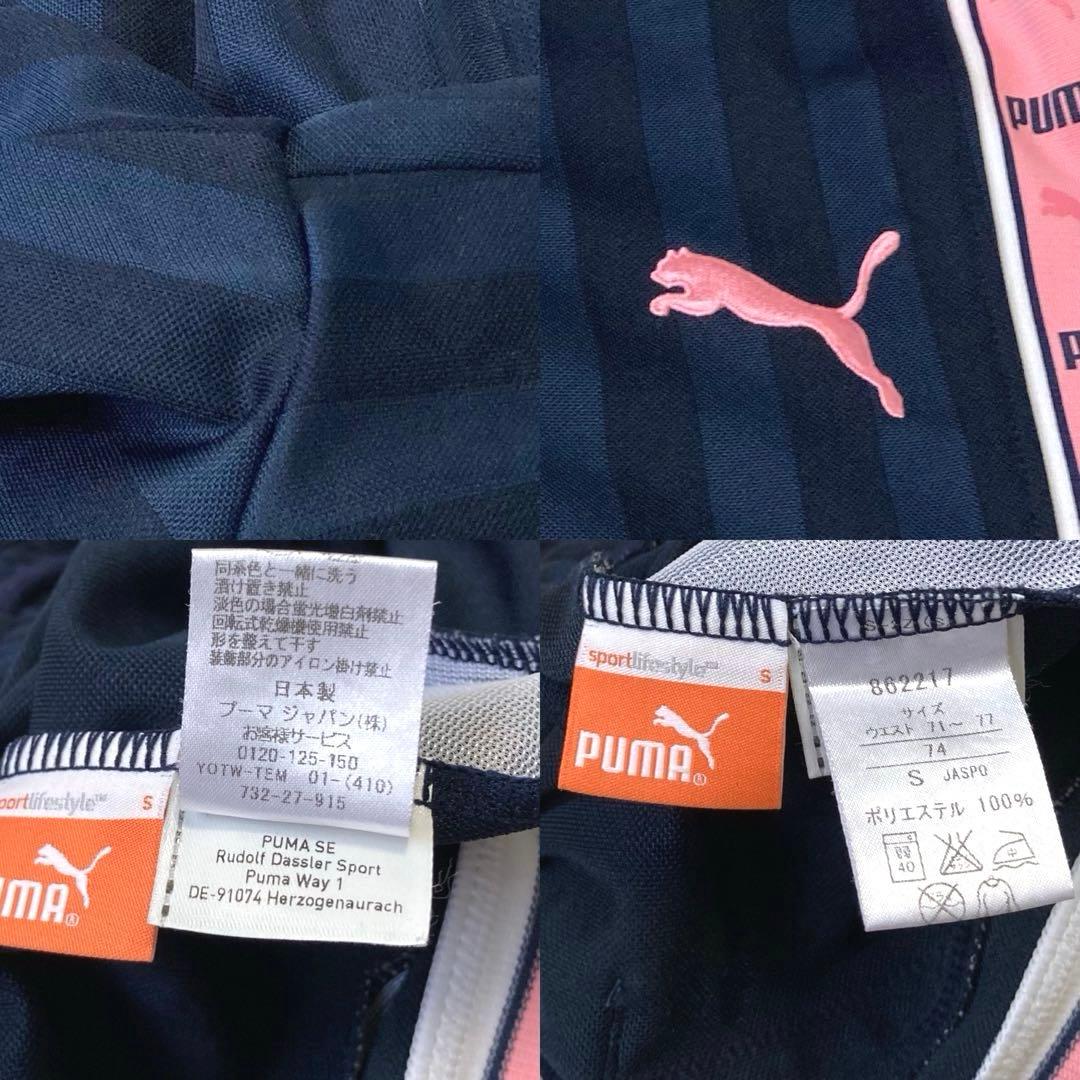 PUM
同系色と一緒に洗う
漬け置き禁止
淡色の場合蛍光増白剤禁止
回転式乾燥機使用禁止
形を整えて干す
装飾部分のアイロン掛け禁止
日本製
プーマ ジャパン(株)
お客様サービス
0120-125-150
YOTW-TEM 01-(410)
732-27-915
portlifestyle™ S
UMA®
PUMA SE
Rudolf Dassler Sport
Puma Way 1
DE-91074 Herzogenaurach
sportlifestyle™ S
PUMA®
862217
サイズ
ウエスト 71～ 77
74
S JASPO
ポリエステル 100%
40